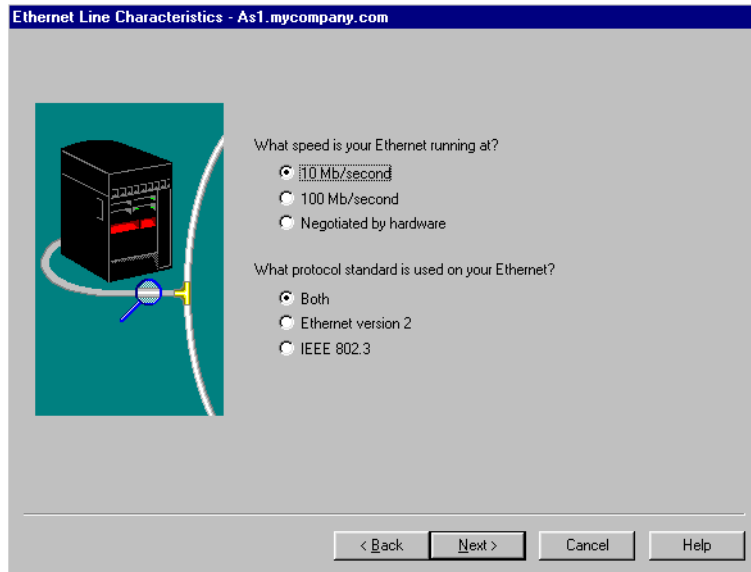 Ethernet Line Characteristics - As1.mycompany.com
What speed is your Ethernet running at?
10 Mb/second
100 Mb/second
Negotiated by hardware
What protocol standard is used on your Ethernet?
Both
Ethernet version 2
IEEE 802.3
< Back Next > Cancel Help